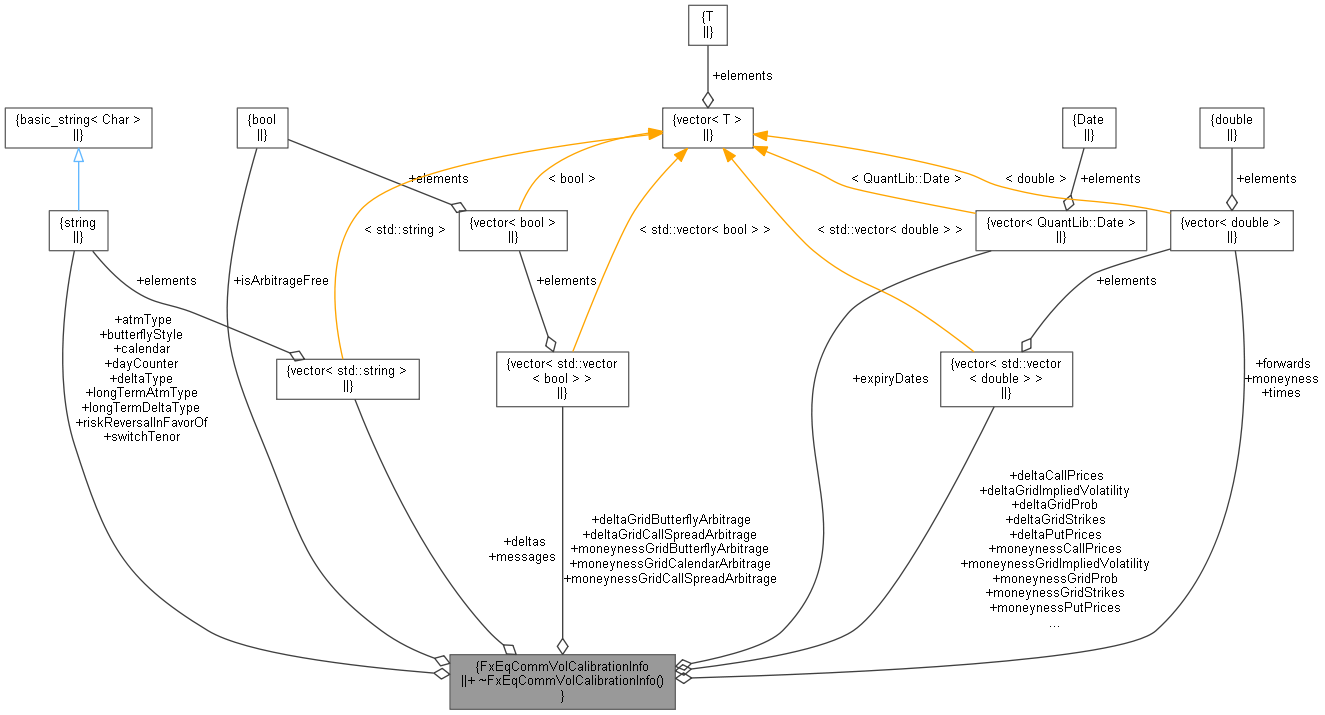 {T
||}
+elements
{basic_string< Char >
||}
{bool
||}
{vector< T >
||}
{Date
||}
{double
||}
+elements
< bool >
< QuantLib::Date >
< double >
+elements
+elements
{string
||}
< std::string >
{vector< bool >
||}
< std::vector< bool > >
< std::vector< double > >
{vector< QuantLib::Date >
||}
{vector< double >
||}
+elements
+isArbitrageFree
+elements
+elements
+atmType
+butterflyStyle
+calendar
+dayCounter
+deltaType
+longTermAtmType
+longTermDeltaType
+riskReversalInFavorOf
+switchTenor
{vector< std::string >
||}
{vector< std::vector
< bool > >
||}
+expiryDates
{vector< std::vector
< double > >
||}
+forwards
+moneyness
+times
+deltas
+messages
+deltaGridButterflyArbitrage
+deltaGridCallSpreadArbitrage
+moneynessGridButterflyArbitrage
+moneynessGridCalendarArbitrage
+moneynessGridCallSpreadArbitrage
+deltaCallPrices
+deltaGridImpliedVolatility
+deltaGridProb
+deltaGridStrikes
+deltaPutPrices
+moneynessCallPrices
+moneynessGridImpliedVolatility
+moneynessGridProb
+moneynessGridStrikes
+moneynessPutPrices
...
{FxEqCommVolCalibrationInfo
||+ ~FxEqCommVolCalibrationInfo()
}